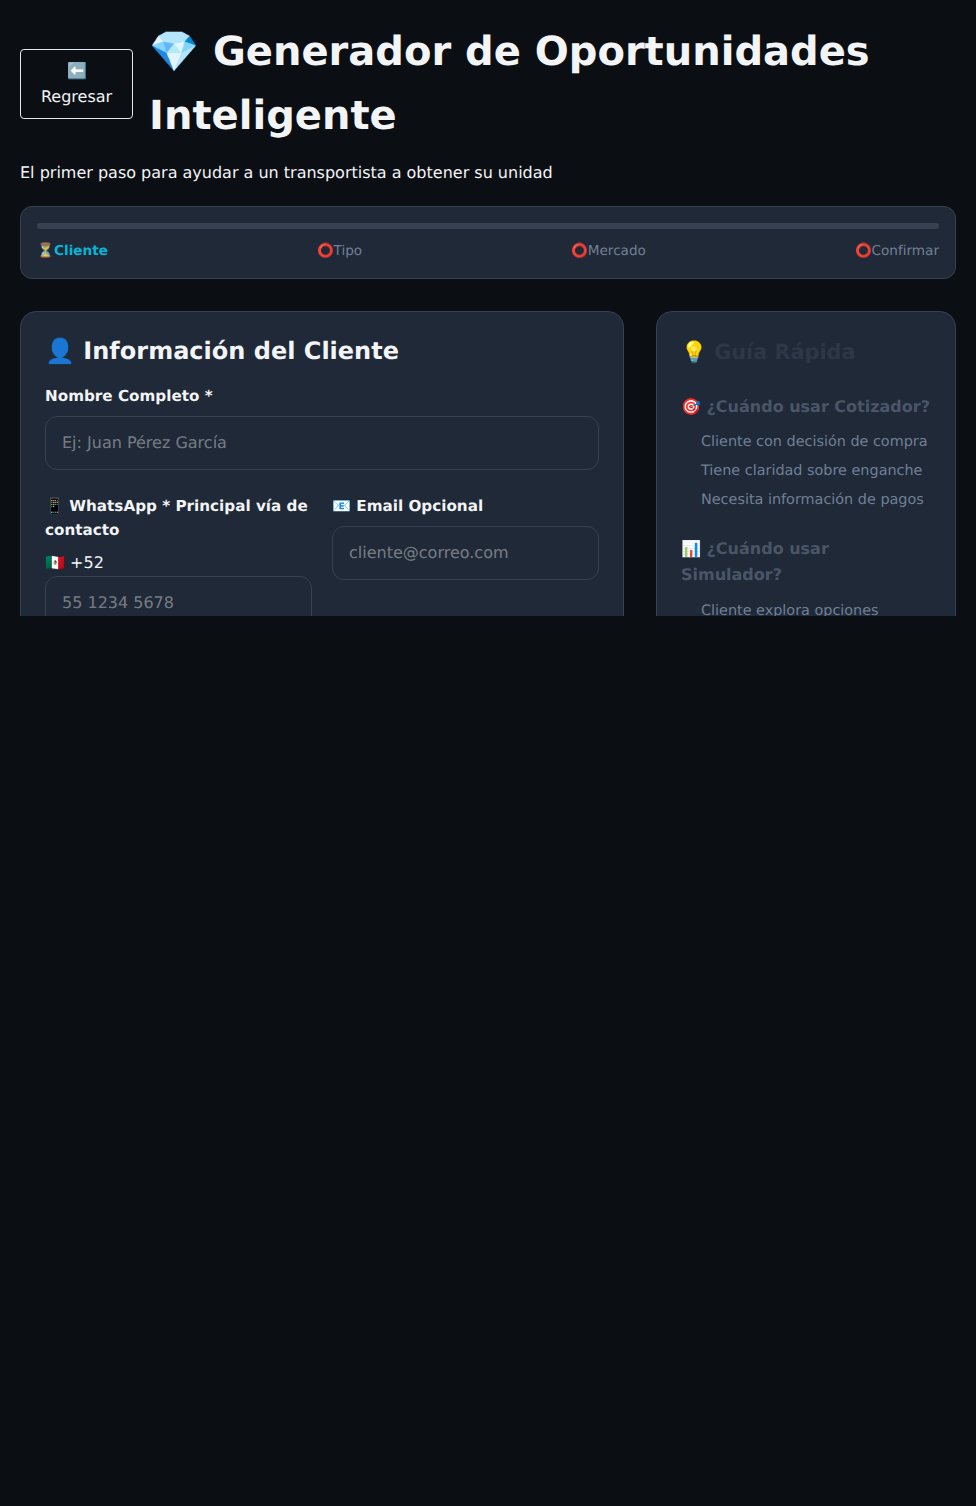 Regresar
💎 Generador de Oportunidades
Inteligente
El primer paso para ayudar a un transportista a obtener su unidad
⏳Cliente
⭕Tipo
⭕Mercado
⭕Confirmar
👤 Información del Cliente
Nombre Completo *
Ej: Juan Pérez García
📱 WhatsApp * Principal vía de
contacto
🇲🇽 +52
55 1234 5678
📧 Email Opcional
cliente@correo.com
💡 Guía Rápida
🎯 ¿Cuándo usar Cotizador?
Cliente con decisión de compra
Tiene claridad sobre enganche
Necesita información de pagos
📊 ¿Cuándo usar
Simulador?
Cliente explora opciones